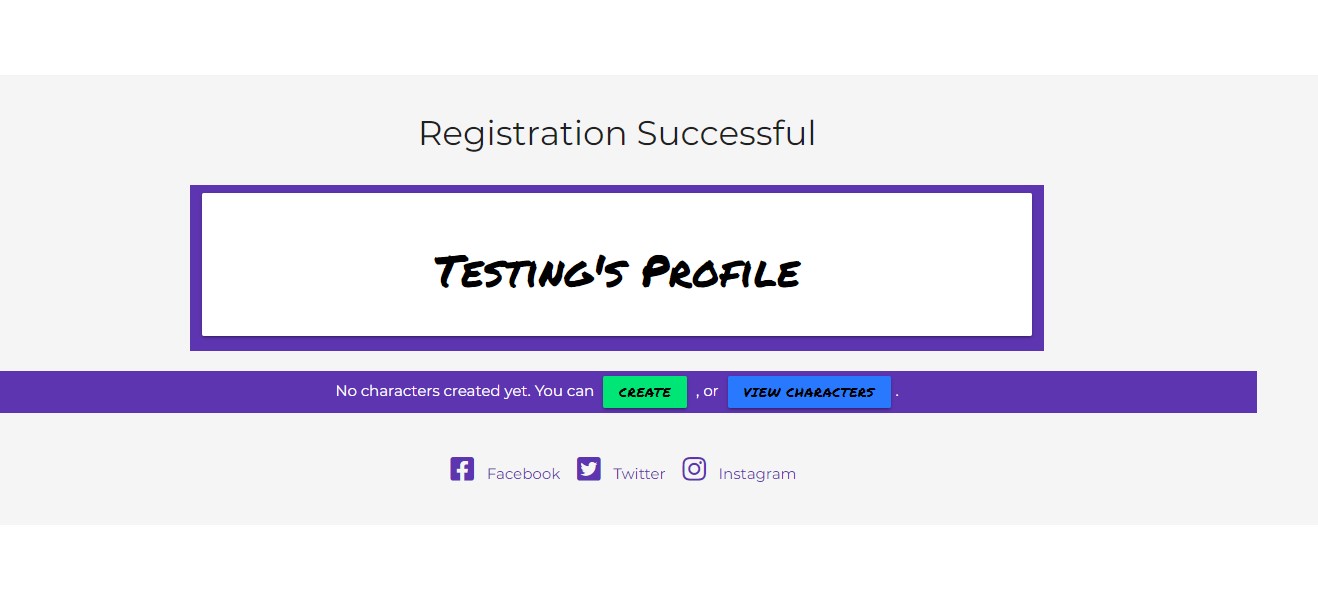 Registration Successful
Testing's Profile
No characters created yet. You can CREATE , or VIEW CHARACTERS .
Facebook Twitter Instagram